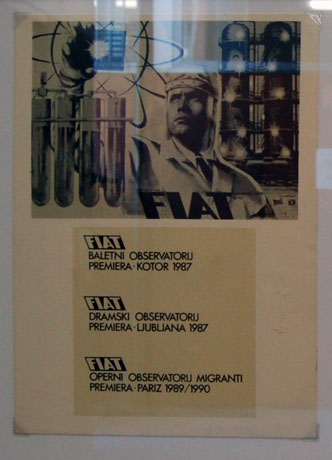 FIAT
FIAT
BALETNI OBSERVATORIJ
PREMIERA·KOTOR 1987
FIAT
DRAMSKI OBSERVATORIJ
PREMIERA·LJUBLJANA 1987
FIAT
OPERNI OBSERVATORIJ MIGRANTI
PREMIERA·PARIZ 1989/1990